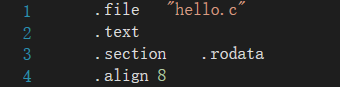 1 .file "hello.c"
2 .text
3 .section .rodata
4 .align 8